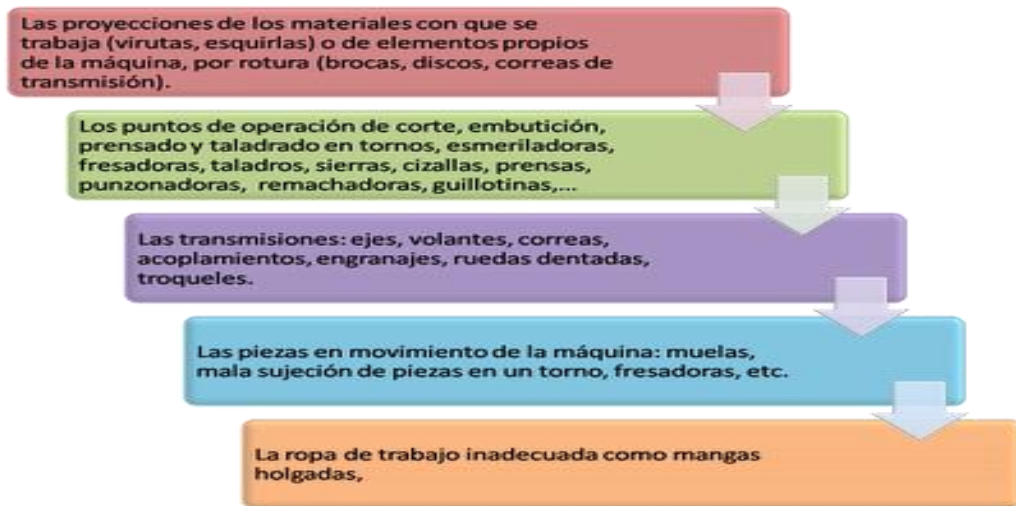 Las proyecciones de los materiales con que se
trabaja (virutas, esquirlas) o de elementos propios
de la máquina, por rotura (brocas, discos, correas de
transmisión).
Los puntos de operación de corte, embutición,
prensado y taladrado en tornos, esmeriladoras,
fresadoras, taladros, sierras, cizallas, prensas,
punzonadoras, remachadoras, guillotinas,...
Las transmisiones: ejes, volantes, correas,
acoplamientos, engranajes, ruedas dentadas,
troqueles.
Las piezas en movimiento de la máquina: muelas,
mala sujeción de piezas en un torno, fresadoras, etc.
La ropa de trabajo inadecuada como mangas
holgadas,